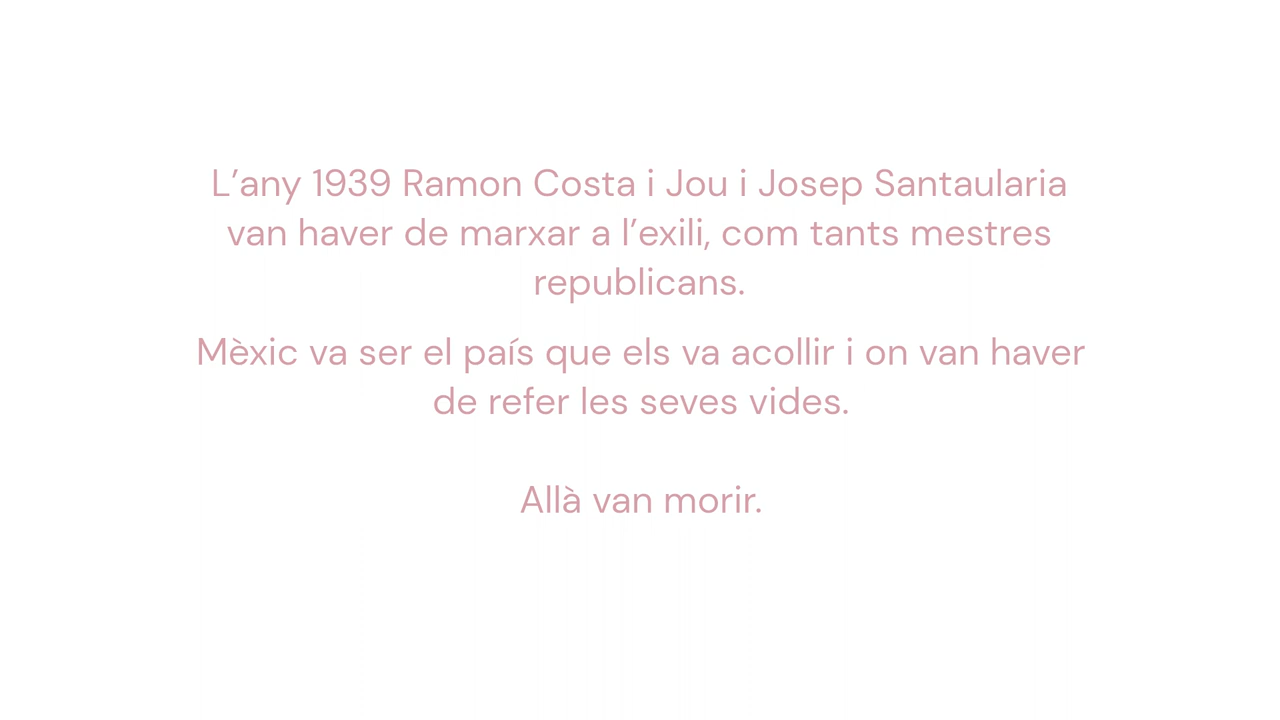 L’any 1939 Ramon Costa i Jou i Josep Santaularia
van haver de marxar a l’exili, com tants mestres
republicans.
Mèxic va ser el país que els va acollir i on van haver
de refer les seves vides.
Allà van morir.